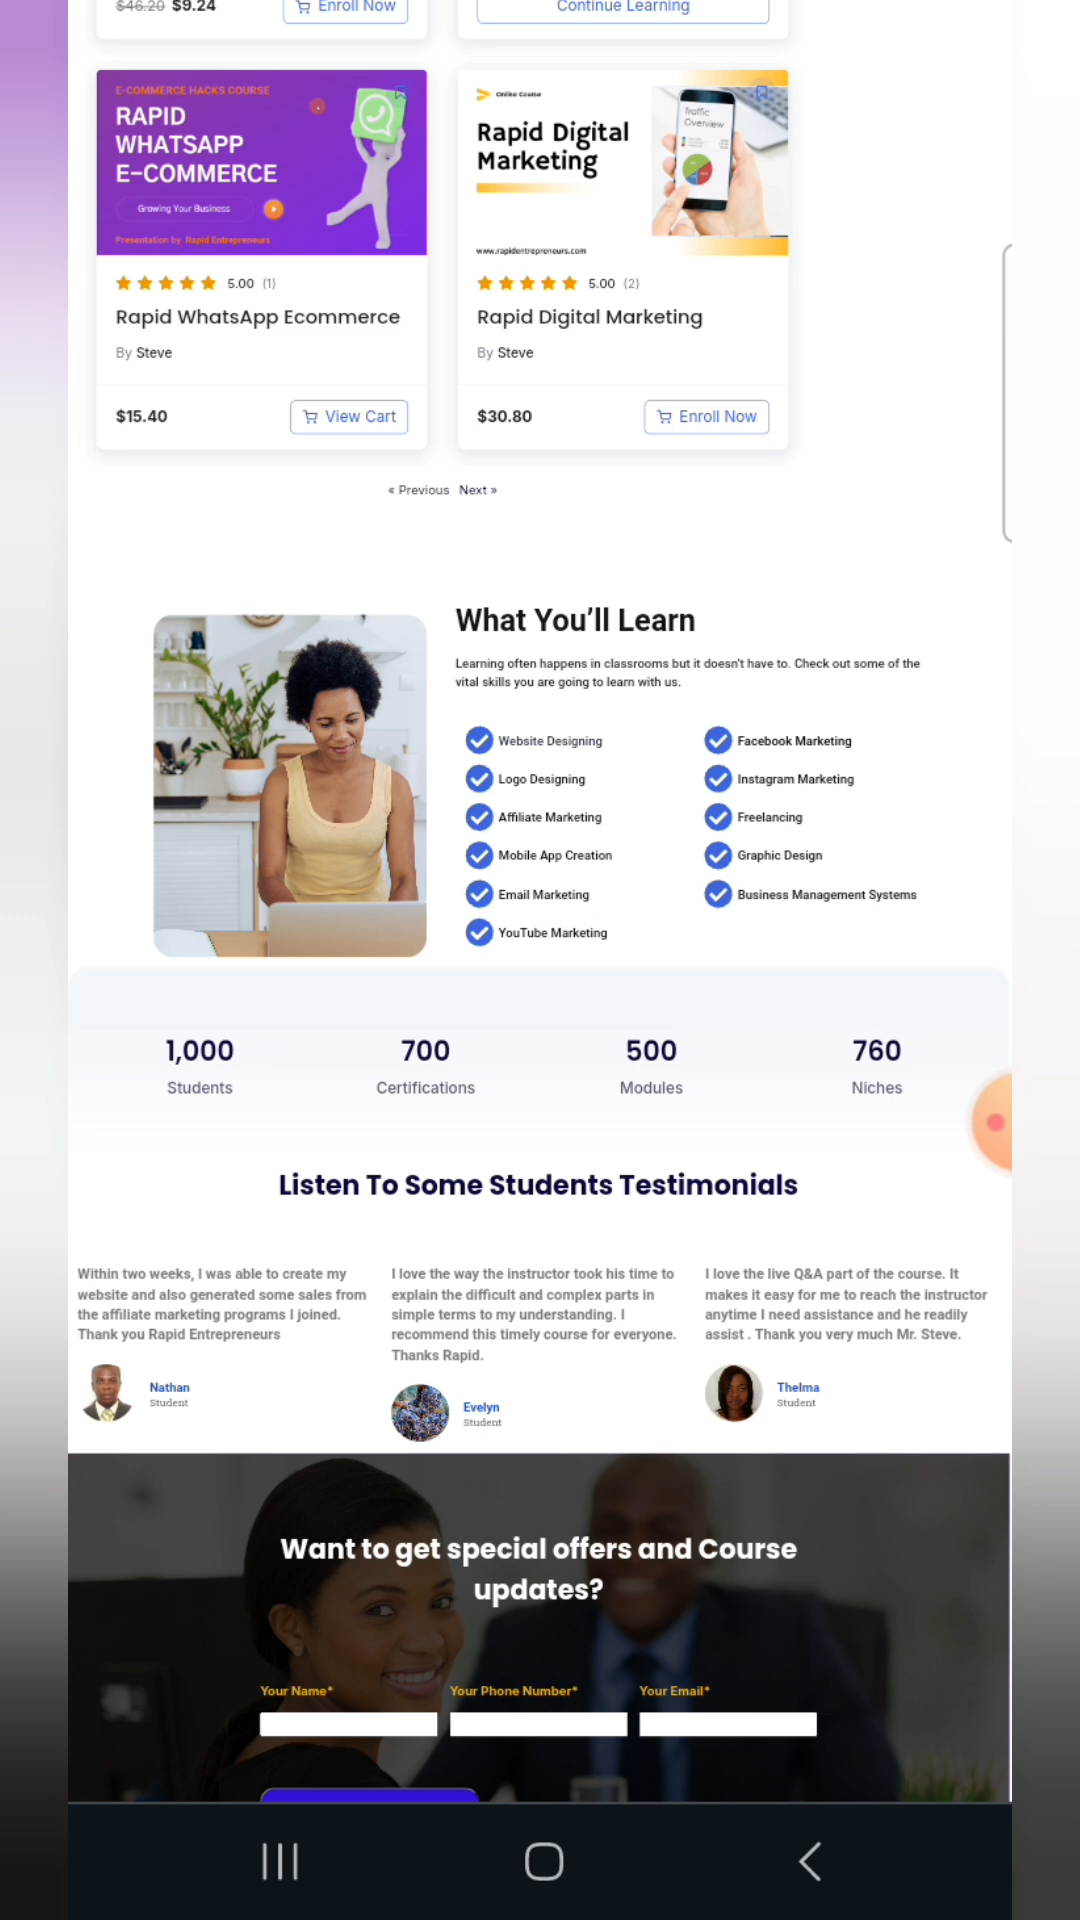 $46.20 $9.24
Enroll Now
Continue Learning
E-COMMERCE HACKS COURSE
RAPID
WHATSAPP
E-COMMERCE
Growing Your Business
Presentation by Rapid Entrepreneurs
Online Course
Rapid Digital
Marketing
www.rapidentrepreneurs.com
Traffic
Overview
5.00 (1)
Rapid WhatsApp Ecommerce
By Steve
$15.40
View Cart
5.00 (2)
Rapid Digital Marketing
By Steve
$30.80
Enroll Now
« Previous Next »
What You’ll Learn
Learning often happens in classrooms but it doesn't have to. Check out some of the
vital skills you are going to learn with us.
Website Designing
Logo Designing
Affiliate Marketing
Mobile App Creation
Email Marketing
YouTube Marketing
Facebook Marketing
Instagram Marketing
Freelancing
Graphic Design
Business Management Systems
1,000
Students
700
Certifications
500
Modules
760
Niches
Listen To Some Students Testimonials
Within two weeks, I was able to create my
website and also generated some sales from
the affiliate marketing programs I joined.
Thank you Rapid Entrepreneurs
Nathan
Student
I love the way the instructor took his time to
explain the difficult and complex parts in
simple terms to my understanding. I
recommend this timely course for everyone.
Thanks Rapid.
Evelyn
Student
I love the live Q&A part of the course. It
makes it easy for me to reach the instructor
anytime I need assistance and he readily
assist . Thank you very much Mr. Steve.
Thelma
Student
Want to get special offers and Course
updates?
Your Name*
Your Phone Number*
Your Email*